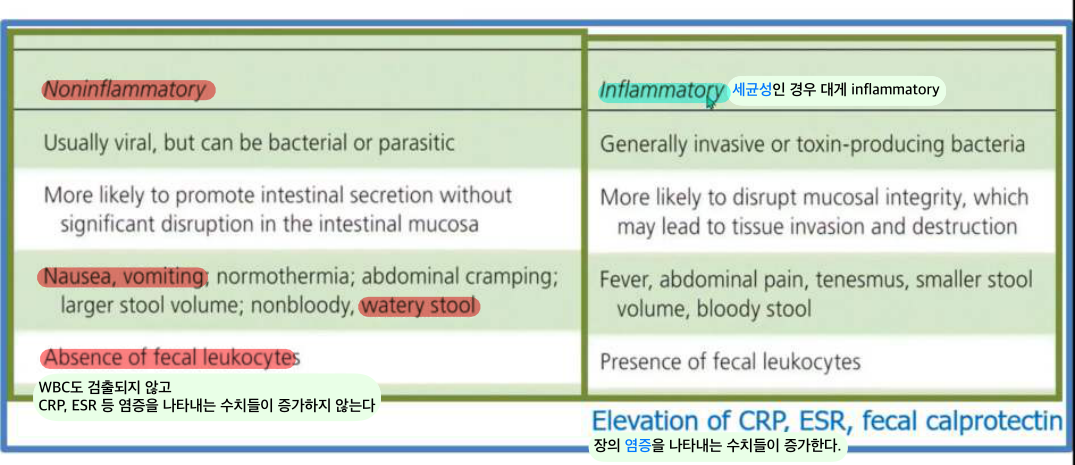 Noninflammatory
Usually viral, but can be bacterial or parasitic
More likely to promote intestinal secretion without
significant disruption in the intestinal mucosa
Nausea, vomiting; normothermia; abdominal cramping;
larger stool volume; nonbloody, watery stool
Absence of fecal leukocytes
WBC도 검출되지 않고
CRP, ESR 등 염증을 나타내는 수치들이 증가하지 않는다
Inflammatory 세균성인 경우 대게 inflammatory
Generally invasive or toxin-producing bacteria
More likely to disrupt mucosal integrity, which
may lead to tissue invasion and destruction
Fever, abdominal pain, tenesmus, smaller stool
volume, bloody stool
Presence of fecal leukocytes
Elevation of CRP, ESR, fecal calprotectin
장의 염증을 나타내는 수치들이 증가한다.